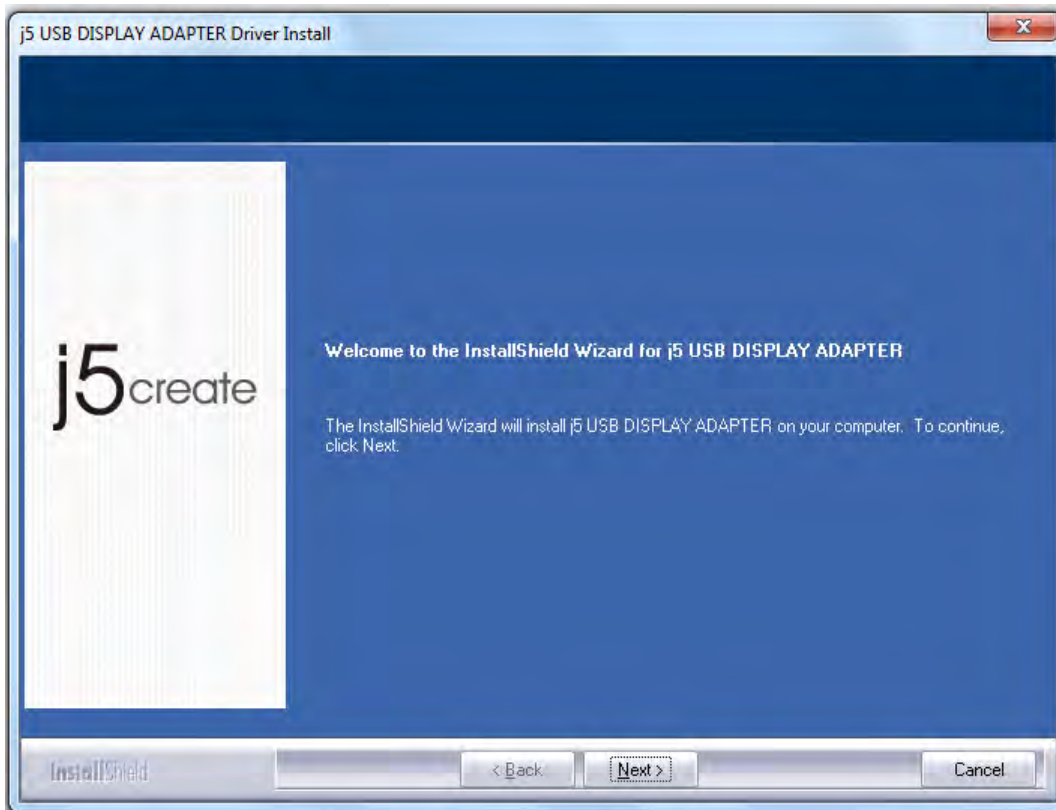 j5 USB DISPLAY ADAPTER Driver Install
j5create
Welcome to the InstallShield Wizard for j5 USB DISPLAY ADAPTER
The InstallShield Wizard will install j5 USB DISPLAY ADAPTER on your computer. To continue,
click Next.
InstallShield
< Back
Next >
Cancel